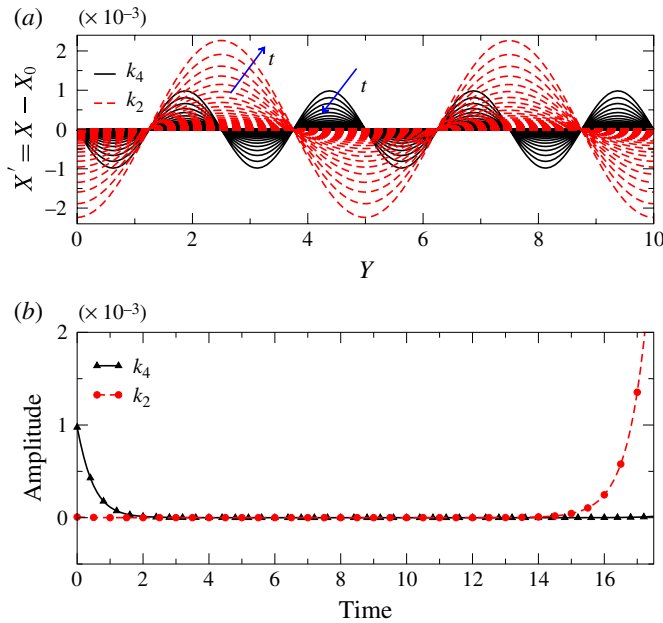 (a) (× 10⁻³)
2
1
0
−1
−2
X′ = X − X₀
k₄
k₂
t
t
0 2 4 6 8 10
Y
(b) (× 10⁻³)
2
1
0
Amplitude
k₄
k₂
0 2 4 6 8 10 12 14 16
Time